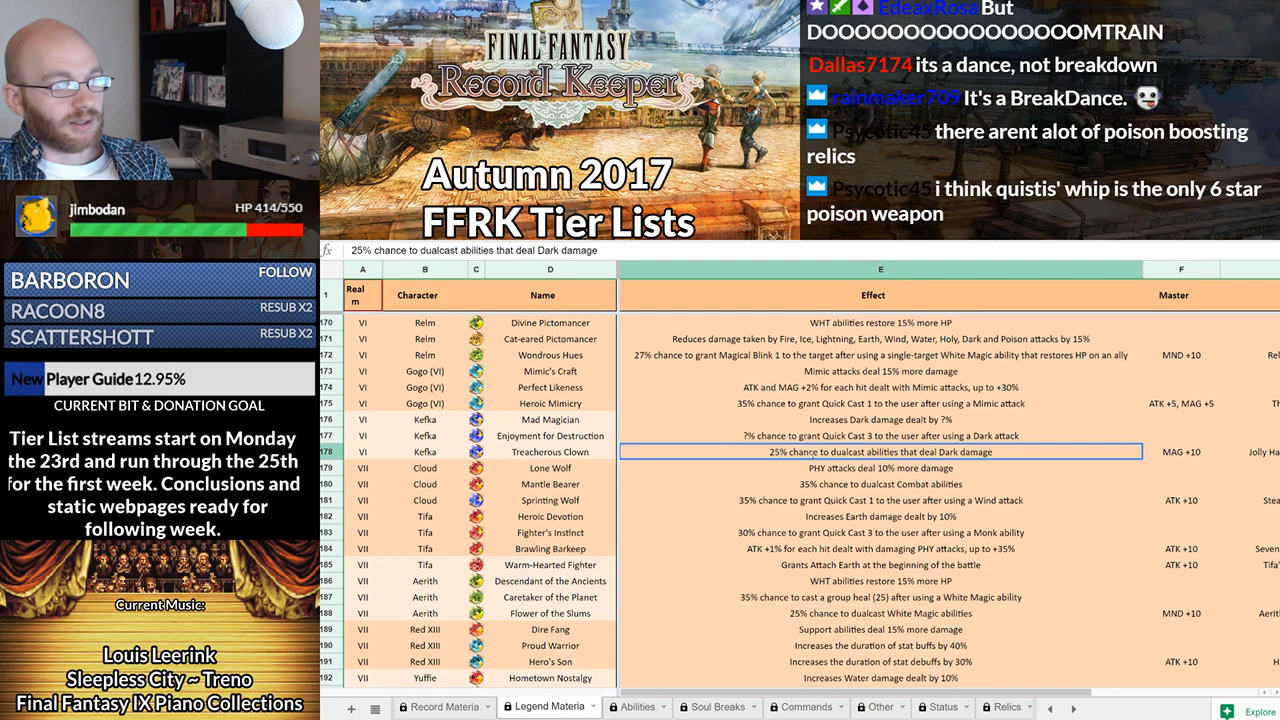 EdeaxRosa But
DOOOOOOOOOOOOOOOOMTRAIN
Dallas7174 its a dance, not breakdown
rainmaker709 It's a BreakDance.
Psycotic45 there arent alot of poison boosting
relics
Psycotic45 i think quistis' whip is the only 6 star
poison weapon
FINAL FANTASY
Record Keeper
Autumn 2017
FFRK Tier Lists
jimbodan HP 414/550
BARBORON FOLLOW
RACOON8 RESUB X2
SCATTERSHOTT RESUB X2
New Player Guide 12.95%
CURRENT BIT & DONATION GOAL
Tier List streams start on Monday
the 23rd and run through the 25th
for the first week. Conclusions and
static webpages ready for
following week.
Current Music:
Louis Leerink
Sleepless City ~ Treno
Final Fantasy IX Piano Collections
fx 25% chance to dualcast abilities that deal Dark damage
A B C D E F
1 Realm Character Name Effect Master
170 VI Relm Divine Pictomancer WHT abilities restore 15% more HP
171 VI Relm Cat-eared Pictomancer Reduces damage taken by Fire, Ice, Lightning, Earth, Wind, Water, Holy, Dark and Poison attacks by 15%
172 VI Relm Wondrous Hues 27% chance to grant Magical Blink 1 to the target after using a single-target White Magic ability that restores HP on an ally MND +10 Rel
173 VI Gogo (VI) Mimic's Craft Mimic attacks deal 15% more damage
174 VI Gogo (VI) Perfect Likeness ATK and MAG +2% for each hit dealt with Mimic attacks, up to +30%
175 VI Gogo (VI) Heroic Mimicry 35% chance to grant Quick Cast 1 to the user after using a Mimic attack ATK +5, MAG +5 Th
176 VI Kefka Mad Magician Increases Dark damage dealt by ?%
177 VI Kefka Enjoyment for Destruction ?% chance to grant Quick Cast 3 to the user after using a Dark attack
178 VI Kefka Treacherous Clown 25% chance to dualcast abilities that deal Dark damage MAG +10 Jolly Ha
179 VII Cloud Lone Wolf PHY attacks deal 10% more damage
180 VII Cloud Mantle Bearer 35% chance to dualcast Combat abilities
181 VII Cloud Sprinting Wolf 35% chance to grant Quick Cast 1 to the user after using a Wind attack ATK +10 Stea
182 VII Tifa Heroic Devotion Increases Earth damage dealt by 10%
183 VII Tifa Fighter's Instinct 30% chance to grant Quick Cast 1 to the user after using a Monk ability
184 VII Tifa Brawling Barkeep ATK +1% for each hit dealt with damaging PHY attacks, up to +35% ATK +10 Seven
185 VII Tifa Warm-Hearted Fighter Grants Attach Earth at the beginning of the battle ATK +10 Tifa'
186 VII Aerith Descendant of the Ancients WHT abilities restore 15% more HP
187 VII Aerith Caretaker of the Planet 35% chance to cast a group heal (25) after using a White Magic ability
188 VII Aerith Flower of the Slums 25% chance to dualcast White Magic abilities MND +10 Aerit
189 VII Red XIII Dire Fang Support abilities deal 15% more damage
190 VII Red XIII Proud Warrior Increases the duration of stat buffs by 40%
191 VII Red XIII Hero's Son Increases the duration of stat debuffs by 30% ATK +10 H
192 VII Yuffie Hometown Nostalgy Increases Water damage dealt by 10%
Record Materia Legend Materia Abilities Soul Breaks Commands Other Status Relics Explore